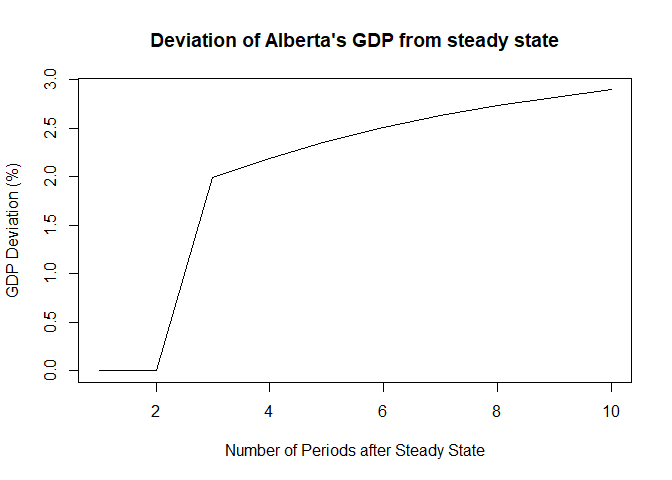 Deviation of Alberta's GDP from steady state
GDP Deviation (%)
3.0
2.5
2.0
1.5
1.0
0.5
0.0
2 4 6 8 10
Number of Periods after Steady State